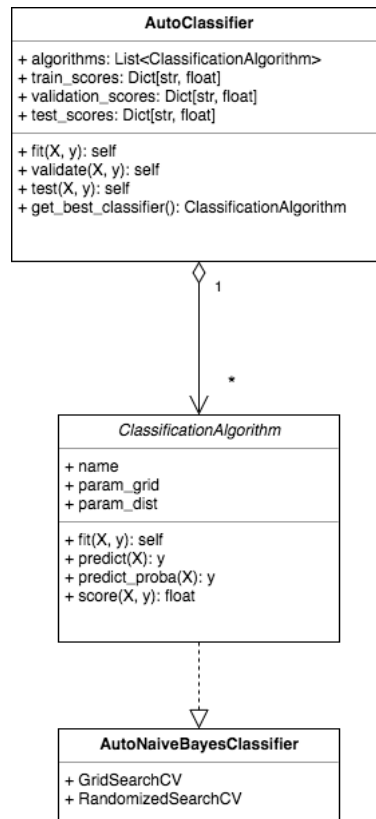 AutoClassifier
+ algorithms: List<ClassificationAlgorithm>
+ train_scores: Dict[str, float]
+ validation_scores: Dict[str, float]
+ test_scores: Dict[str, float]
+ fit(X, y): self
+ validate(X, y): self
+ test(X, y): self
+ get_best_classifier(): ClassificationAlgorithm
1
*
ClassificationAlgorithm
+ name
+ param_grid
+ param_dist
+ fit(X, y): self
+ predict(X): y
+ predict_proba(X): y
+ score(X, y): float
AutoNaiveBayesClassifier
+ GridSearchCV
+ RandomizedSearchCV